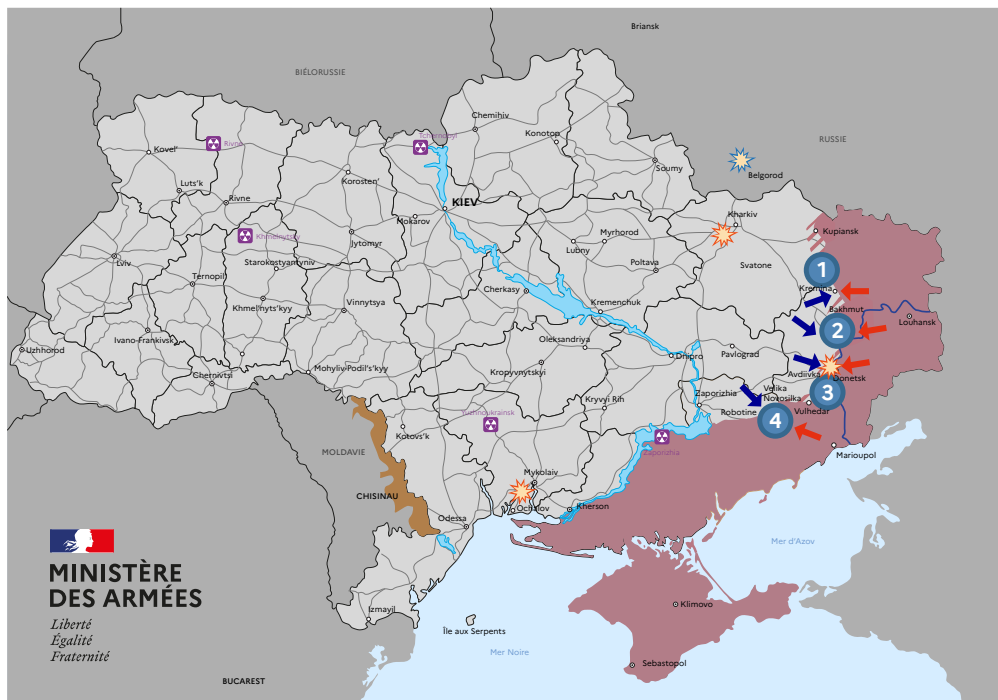 Briansk
BIÉLORUSSIE
RUSSIE
Chernihiv
Konotop
Tchernobyl
Rivne
Kovel'
Soumy
Belgorod
Luts'k
Korosten'
Rivne
KIEV
Kharkiv
Mokarov
Kupiansk
Khmelnytsky
Jytomyr
Myrhorod
Lubny
Lviv
Starokostyantyniv
Poltava
Svatone
1
Ternopil
Cherkasy
Kremina
Khmel'nyts'kyy
Vinnytsya
Kremenchuk
Bakhmut
Louhansk
2
Ivano-Frankivsk
Oleksandriya
Uzhhorod
Dnipro
Pavlograd
Mohyliv-Podil's'kyy
Kropyvnytskyi
Avdiivka
Donetsk
Chernivtsi
Velika
Novosilka
3
Zaporizhia
Kryvyi Rih
Robotine
Vulhedar
Yuzhnoukrainsk
4
Kotovs'k
MOLDAVIE
Zaporizhia
Marioupol
Mykolaiv
CHISINAU
Ochakov
Kherson
Odessa
Mer d'Azov
MINISTÈRE
DES ARMÉES
Liberté
Égalité
Fraternité
Izmayil
Klimovo
Île aux Serpents
Mer Noire
Sebastopol
BUCAREST